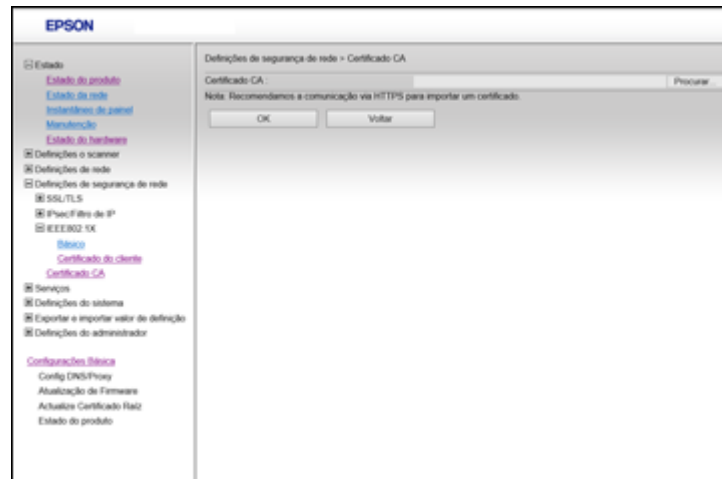 EPSON
Estado
Estado do produto
Estado da rede
Instantâneo de painel
Manutenção
Estado do hardware
Definições o scanner
Definições de rede
Definições de segurança de rede
SSL/TLS
IPsec/Filtro de IP
IEEE802.1X
Básico
Certificado do cliente
Certificado CA
Serviços
Definições do sistema
Exportar e importar valor de definição
Definições do administrador
Configurações Básica
Config DNS/Proxy
Atualização de Firmware
Actualize Certificado Raíz
Estado do produto
Definições de segurança de rede > Certificado CA
Certificado CA : Procurar...
Nota: Recomendamos a comunicação via HTTPS para importar um certificado.
OK Voltar